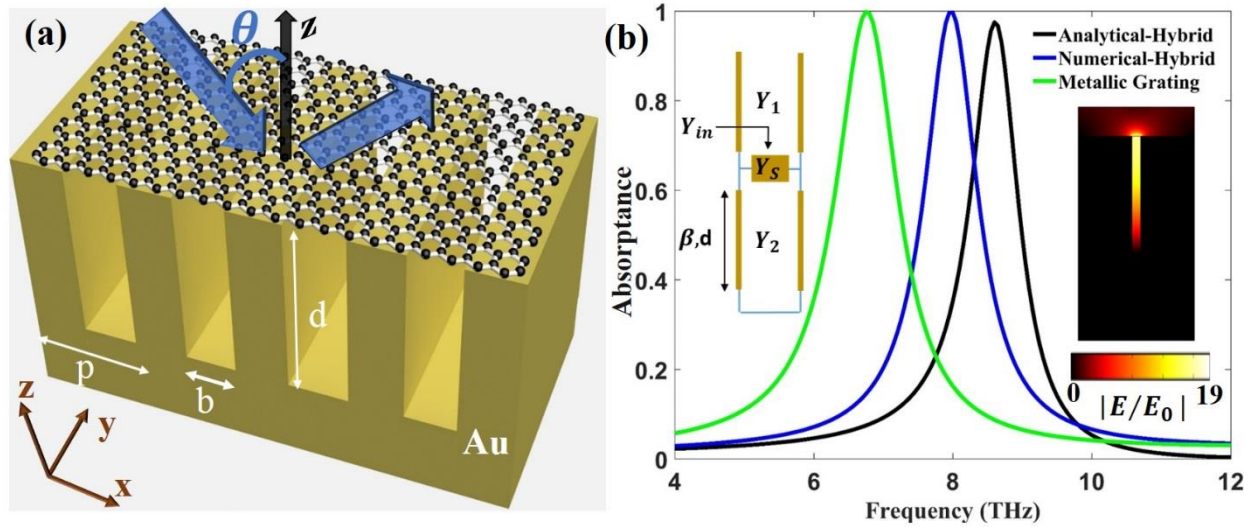 (a)
θ
z
d
p
b
Au
z
y
x
(b)
Analytical-Hybrid
Numerical-Hybrid
Metallic Grating
Y₁
Yᵢₙ
Y_S
β,d
Y₂
0 19
|E/E₀|
Absorptance
1
0.8
0.6
0.4
0.2
0
4 6 8 10 12
Frequency (THz)